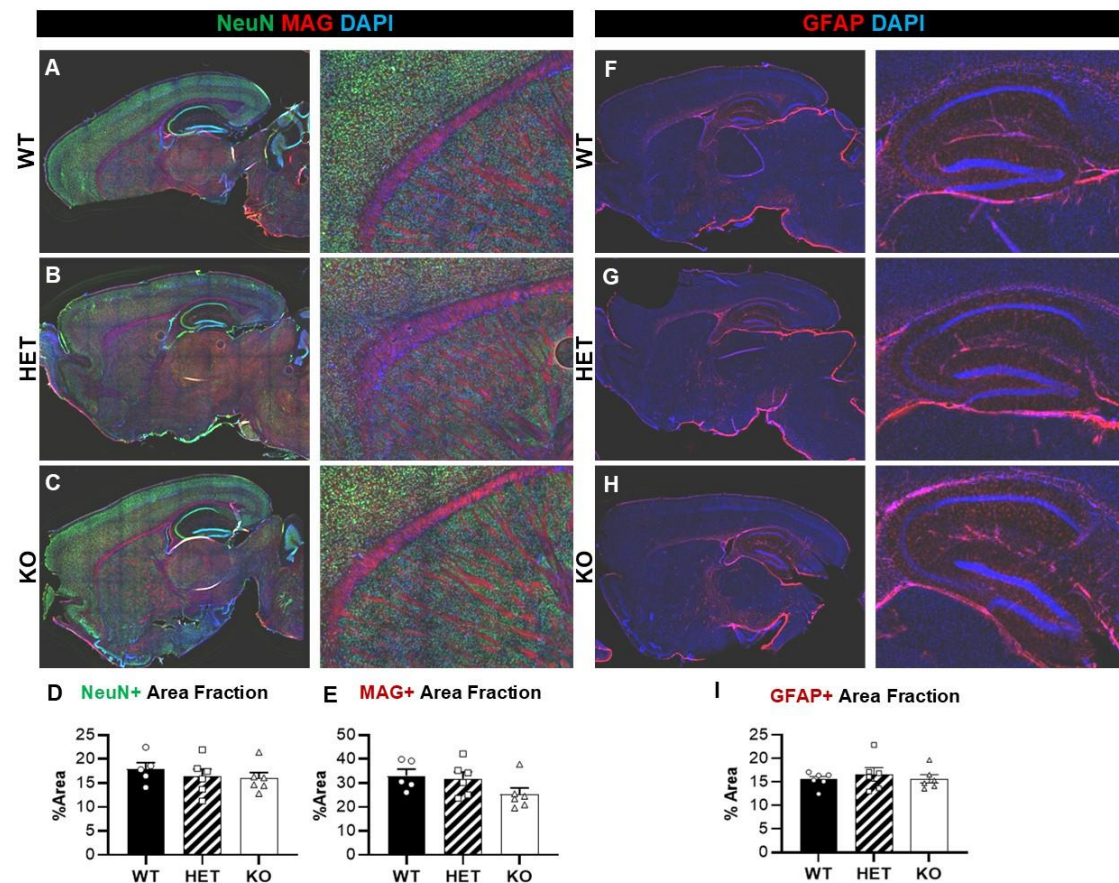 NeuN MAG DAPI
GFAP DAPI
A
F
WT
WT
B
G
HET
HET
C
H
KO
KO
D NeuN+ Area Fraction
E MAG+ Area Fraction
I GFAP+ Area Fraction
%Area
25
20
15
10
5
0
WT HET KO
%Area
50
40
30
20
10
0
WT HET KO
% Area
25
20
15
10
5
0
WT HET KO